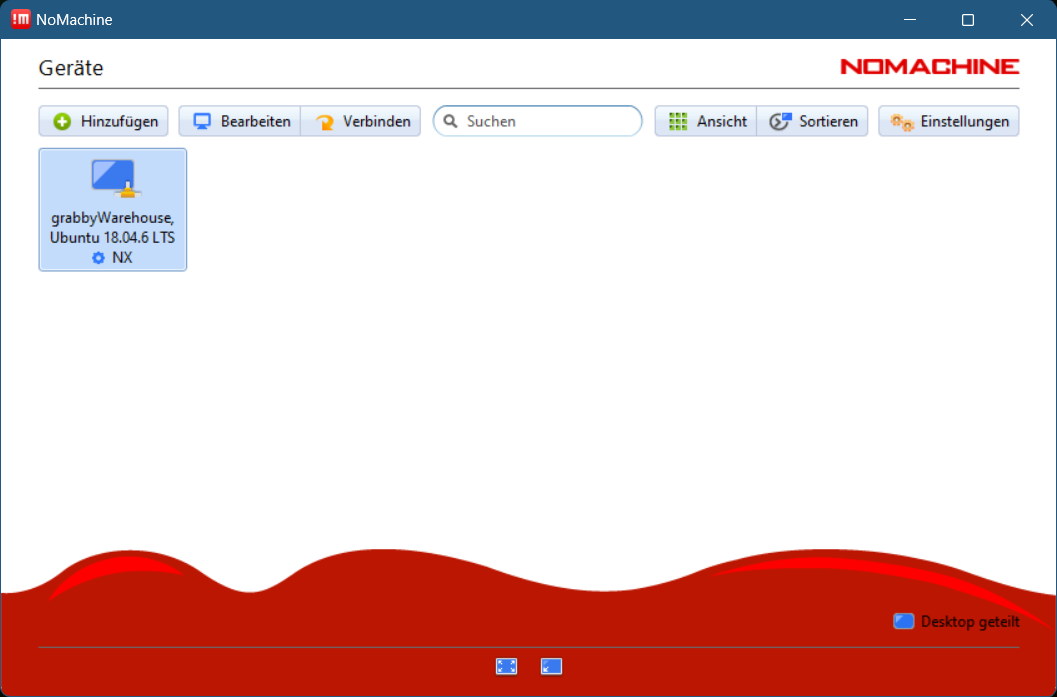 !m NoMachine
Geräte
NOMACHINE
Hinzufügen
Bearbeiten
Verbinden
Suchen
Ansicht
Sortieren
Einstellungen
grabbyWarehouse,
Ubuntu 18.04.6 LTS
NX
Desktop geteilt